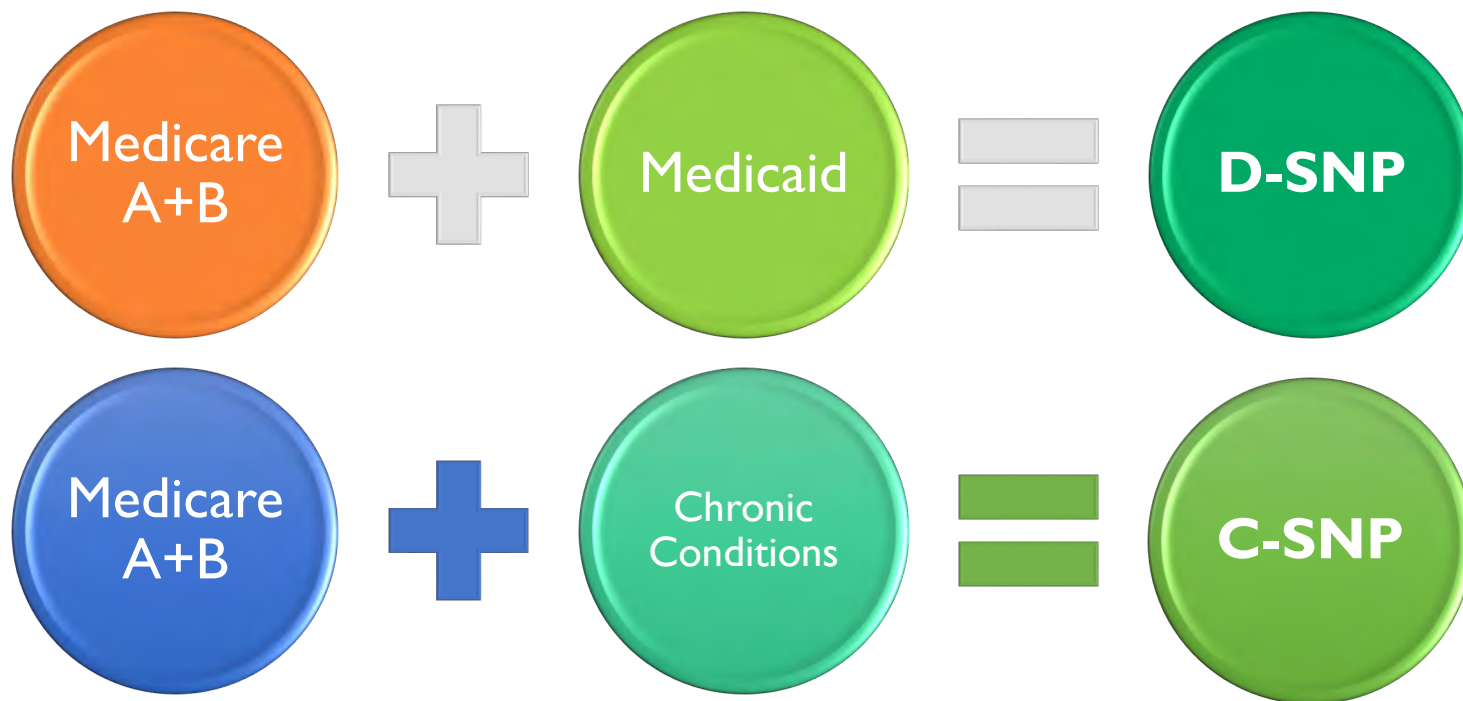 Medicare
A+B
Medicaid
D-SNP
Medicare
A+B
Chronic
Conditions
C-SNP